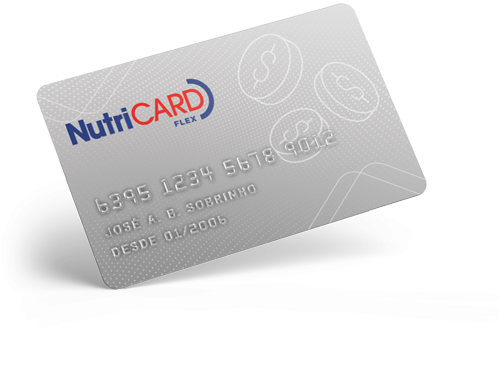 NutriCARD
FLEX
6395 1234 5678 9012
JOSÉ A. B. SOBRINHO
DESDE 01/2006